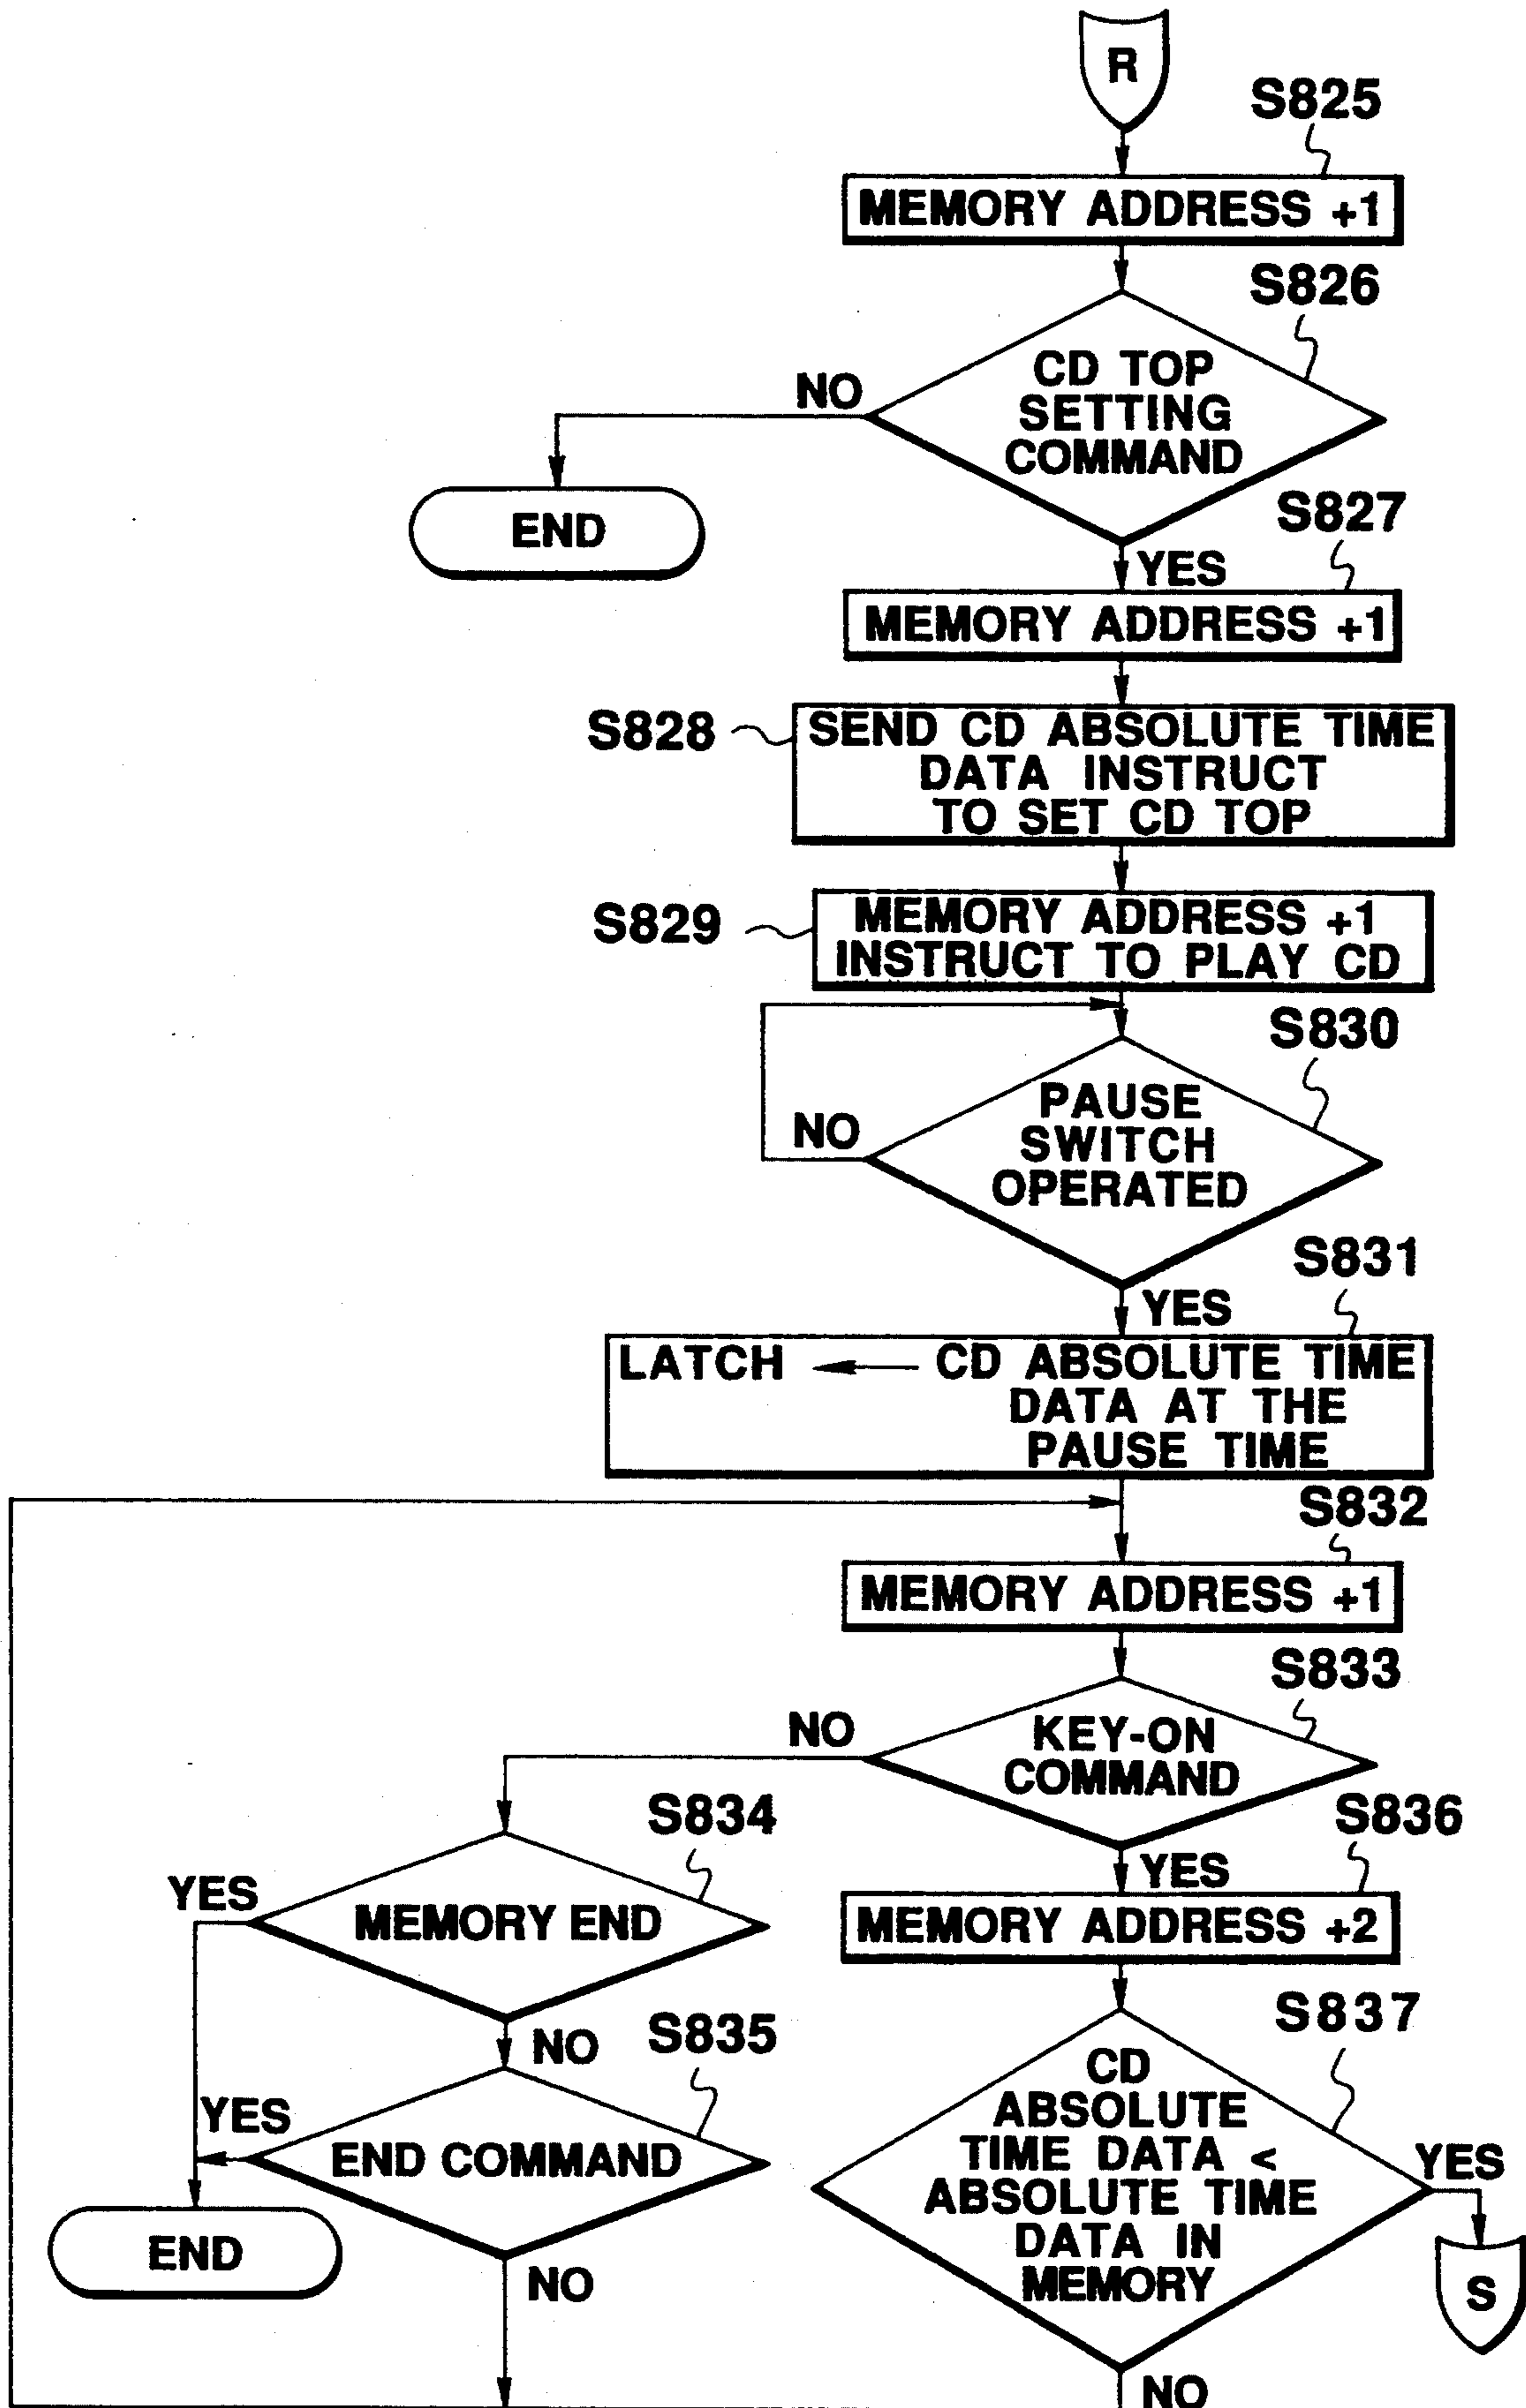 R
S825
MEMORY ADDRESS +1
S826
CD TOP
SETTING
COMMAND
NO
END
S827
YES
MEMORY ADDRESS +1
S828
SEND CD ABSOLUTE TIME
DATA INSTRUCT
TO SET CD TOP
S829
MEMORY ADDRESS +1
INSTRUCT TO PLAY CD
S830
PAUSE
SWITCH
OPERATED
NO
S831
YES
LATCH ← CD ABSOLUTE TIME
DATA AT THE
PAUSE TIME
S832
MEMORY ADDRESS +1
S833
KEY-ON
COMMAND
NO
S834
S836
YES
YES
MEMORY END
MEMORY ADDRESS +2
NO
S835
S837
YES
END COMMAND
CD
ABSOLUTE
TIME DATA <
ABSOLUTE TIME
DATA IN
MEMORY
YES
END
NO
S
NO